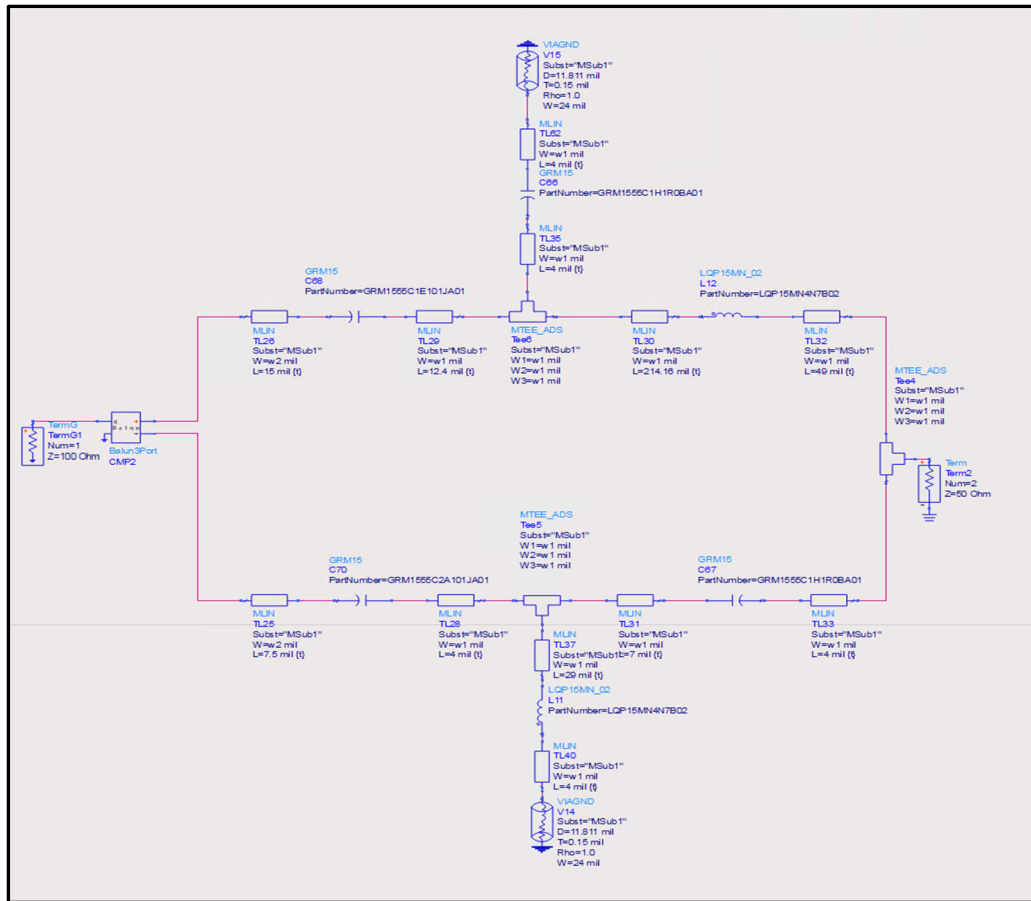 VIAGND
V15
Subst="MSub1"
D=11.811 mil
T=0.15 mil
Rho=1.0
W=24 mil
MLIN
TL62
Subst="MSub1"
W=w1 mil
L=4 mil {t}
GRM15
C66
PartNumber=GRM1555C1H1R0BA01
MLIN
TL35
Subst="MSub1"
W=w1 mil
L=4 mil {t}
GRM15
C68
PartNumber=GRM1555C1E101JA01
LQP15MN_02
L12
PartNumber=LQP15MN4N7B02
MLIN
TL26
Subst="MSub1"
W=w2 mil
L=15 mil {t}
MLIN
TL29
Subst="MSub1"
W=w1 mil
L=12.4 mil {t}
MTEE_ADS
Tee6
Subst="MSub1"
W1=w1 mil
W2=w1 mil
W3=w1 mil
MLIN
TL30
Subst="MSub1"
W=w1 mil
L=214.16 mil {t}
MLIN
TL32
Subst="MSub1"
W=w1 mil
L=49 mil {t}
MTEE_ADS
Tee4
Subst="MSub1"
W1=w1 mil
W2=w1 mil
W3=w1 mil
TermG
TermG1
Num=1
Z=100 Ohm
Balun3Port
CMP2
Term
Term2
Num=2
Z=50 Ohm
MTEE_ADS
Tee5
Subst="MSub1"
W1=w1 mil
W2=w1 mil
W3=w1 mil
GRM15
C70
PartNumber=GRM1555C2A101JA01
GRM15
C67
PartNumber=GRM1555C1H1R0BA01
MLIN
TL25
Subst="MSub1"
W=w2 mil
L=7.5 mil {t}
MLIN
TL28
Subst="MSub1"
W=w1 mil
L=4 mil {t}
MLIN
TL31
Subst="MSub1"
W=w1 mil
L=7 mil {t}
MLIN
TL33
Subst="MSub1"
W=w1 mil
L=4 mil {t}
MLIN
TL37
Subst="MSub1"
W=w1 mil
L=29 mil {t}
LQP15MN_02
L11
PartNumber=LQP15MN4N7B02
MLIN
TL40
Subst="MSub1"
W=w1 mil
L=4 mil {t}
VIAGND
V14
Subst="MSub1"
D=11.811 mil
T=0.15 mil
Rho=1.0
W=24 mil